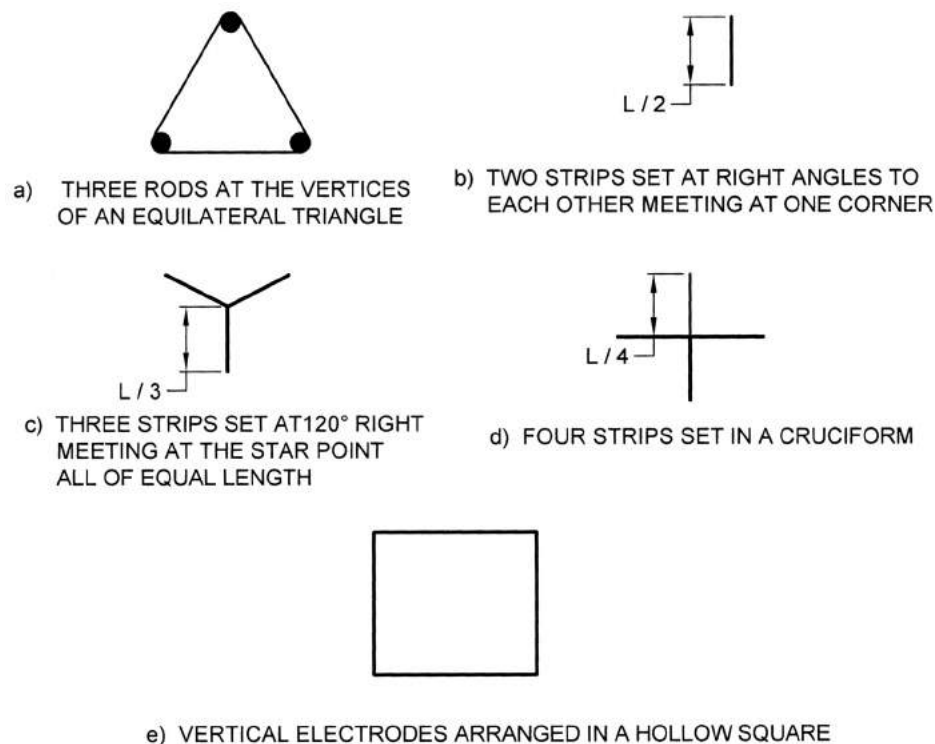 a) THREE RODS AT THE VERTICES
OF AN EQUILATERAL TRIANGLE
L / 2
b) TWO STRIPS SET AT RIGHT ANGLES TO
EACH OTHER MEETING AT ONE CORNER
L / 3
c) THREE STRIPS SET AT120° RIGHT
MEETING AT THE STAR POINT
ALL OF EQUAL LENGTH
L / 4
d) FOUR STRIPS SET IN A CRUCIFORM
e) VERTICAL ELECTRODES ARRANGED IN A HOLLOW SQUARE